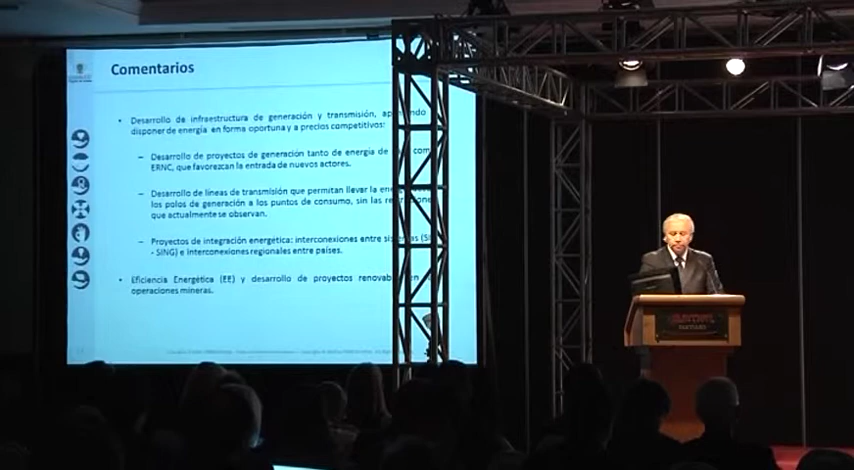 Comentarios
• Desarrollo de infraestructura de generación y transmisión,
disponer de energía en forma oportuna y a precios competitivos:
– Desarrollo de proyectos de generación tanto de energía de com
ERNC, que favorezcan la entrada de nuevos actores.
– Desarrollo de líneas de transmisión que permitan llevar la
los polos de generación a los puntos de consumo, sin las
que actualmente se observan.
– Proyectos de integración energética: interconexiones entre
- SING) e interconexiones regionales entre países.
• Eficiencia Energética (EE) y desarrollo de proyectos en
operaciones mineras.